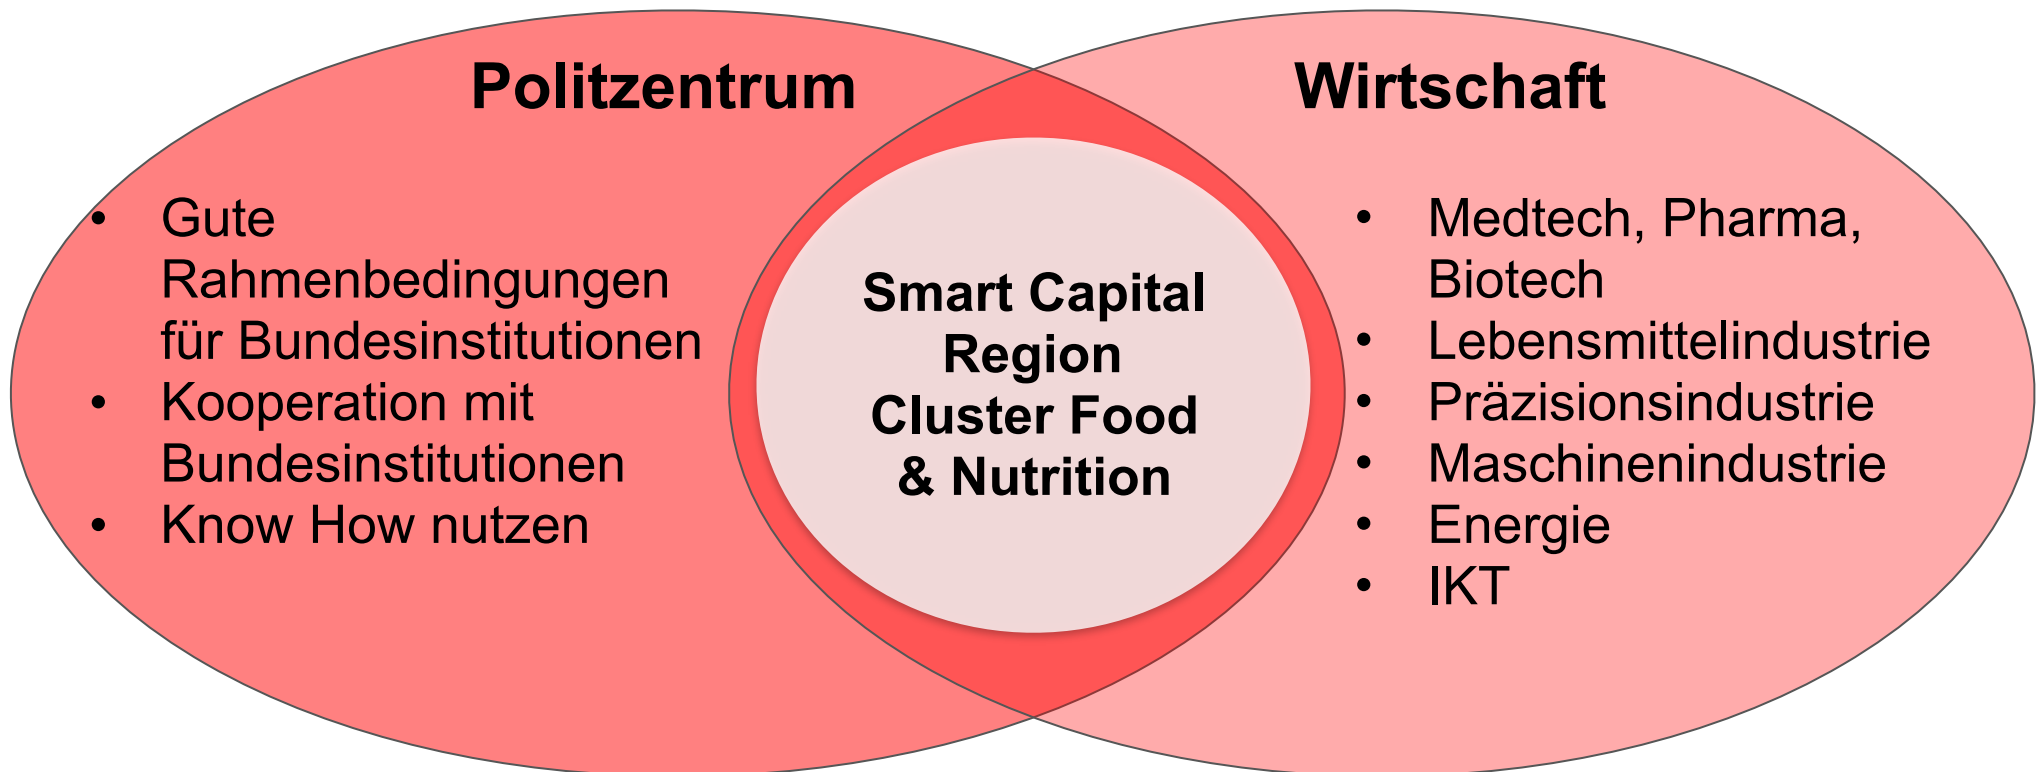 Politzentrum
• Gute
Rahmenbedingungen
für Bundesinstitutionen
• Kooperation mit
Bundesinstitutionen
• Know How nutzen
Smart Capital
Region
Cluster Food
& Nutrition
Wirtschaft
• Medtech, Pharma,
Biotech
• Lebensmittelindustrie
• Präzisionsindustrie
• Maschinenindustrie
• Energie
• IKT